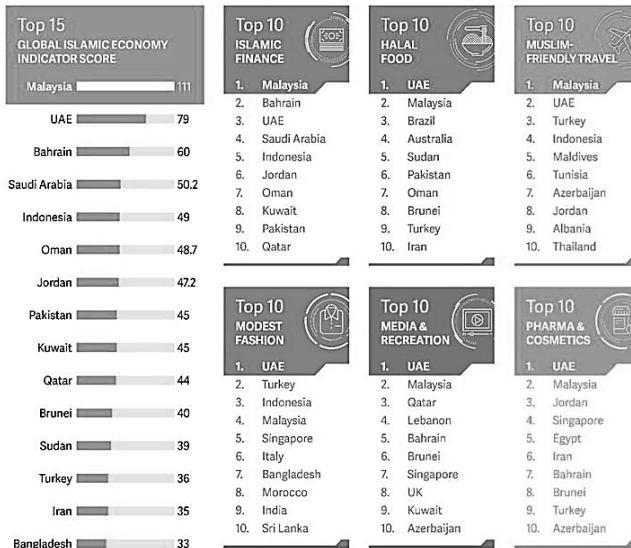 Top 15
GLOBAL ISLAMIC ECONOMY
INDICATOR SCORE
Malaysia 111
UAE 79
Bahrain 60
Saudi Arabia 50.2
Indonesia 49
Oman 48.7
Jordan 47.2
Pakistan 45
Kuwait 45
Qatar 44
Brunei 40
Sudan 39
Turkey 36
Iran 35
Bangladesh 33
Top 10
ISLAMIC
FINANCE
1. Malaysia
2. Bahrain
3. UAE
4. Saudi Arabia
5. Indonesia
6. Jordan
7. Oman
8. Kuwait
9. Pakistan
10. Qatar
Top 10
HALAL
FOOD
1. UAE
2. Malaysia
3. Brazil
4. Australia
5. Sudan
6. Pakistan
7. Oman
8. Brunei
9. Turkey
10. Iran
Top 10
MUSLIM-
FRIENDLY TRAVEL
1. Malaysia
2. UAE
3. Turkey
4. Indonesia
5. Maldives
6. Tunisia
7. Azerbaijan
8. Jordan
9. Albania
10. Thailand
Top 10
MODEST
FASHION
1. UAE
2. Turkey
3. Indonesia
4. Malaysia
5. Singapore
6. Italy
7. Bangladesh
8. Morocco
9. India
10. Sri Lanka
Top 10
MEDIA &
RECREATION
1. UAE
2. Malaysia
3. Qatar
4. Lebanon
5. Bahrain
6. Brunei
7. Singapore
8. UK
9. Kuwait
10. Azerbaijan
Top 10
PHARMA &
COSMETICS
1. UAE
2. Malaysia
3. Jordan
4. Singapore
5. Egypt
6. Iran
7. Bahrain
8. Brunei
9. Turkey
10. Azerbaijan